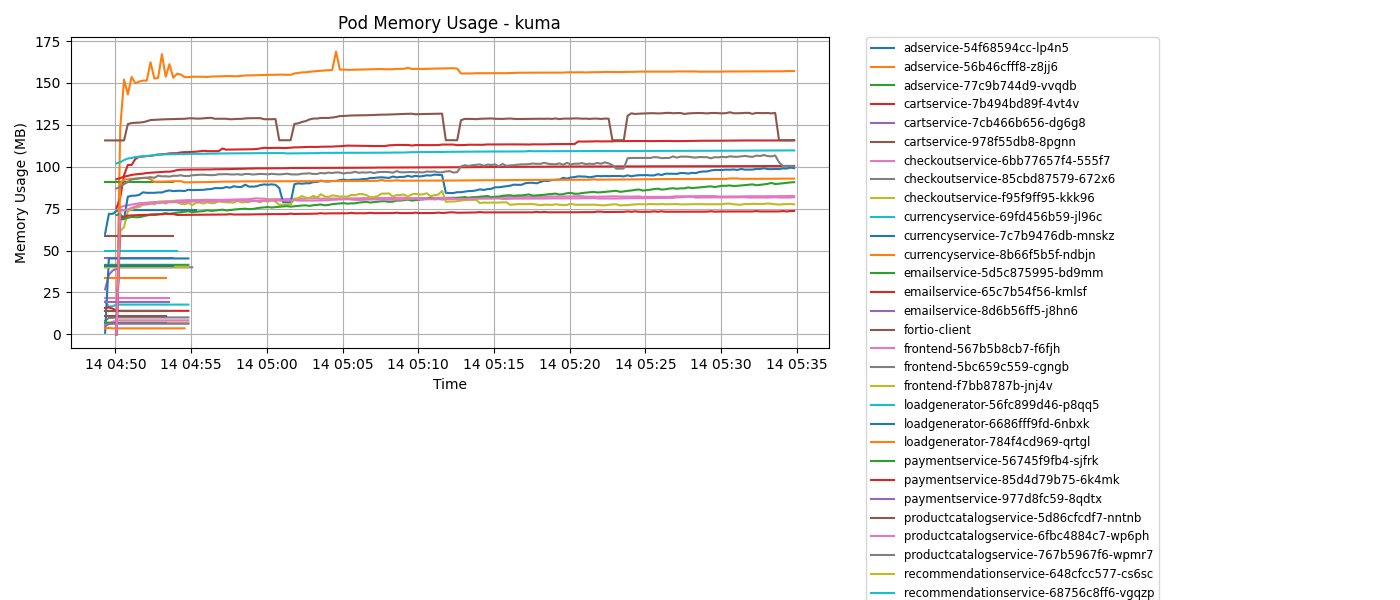 Pod Memory Usage - kuma
Memory Usage (MB)
175
150
125
100
75
50
25
0
14 04:50 14 04:55 14 05:00 14 05:05 14 05:10 14 05:15 14 05:20 14 05:25 14 05:30 14 05:35
Time
adservice-54f68594cc-lp4n5
adservice-56b46cfff8-z8jj6
adservice-77c9b744d9-vvqdb
cartservice-7b494bd89f-4vt4v
cartservice-7cb466b656-dg6g8
cartservice-978f55db8-8pgnn
checkoutservice-6bb77657f4-555f7
checkoutservice-85cbd87579-672x6
checkoutservice-f95f9ff95-kkk96
currencyservice-69fd456b59-jl96c
currencyservice-7c7b9476db-mnskz
currencyservice-8b66f5b5f-ndbjn
emailservice-5d5c875995-bd9mm
emailservice-65c7b54f56-kmlsf
emailservice-8d6b56ff5-j8hn6
fortio-client
frontend-567b5b8cb7-f6fjh
frontend-5bc659c559-cgngb
frontend-f7bb8787b-jnj4v
loadgenerator-56fc899d46-p8qq5
loadgenerator-6686fff9fd-6nbxk
loadgenerator-784f4cd969-qrtgl
paymentservice-56745f9fb4-sjfrk
paymentservice-85d4d79b75-6k4mk
paymentservice-977d8fc59-8qdtx
productcatalogservice-5d86cfcdf7-nntnb
productcatalogservice-6fbc4884c7-wp6ph
productcatalogservice-767b5967f6-wpmr7
recommendationservice-648cfcc577-cs6sc
recommendationservice-68756c8ff6-vgqzp